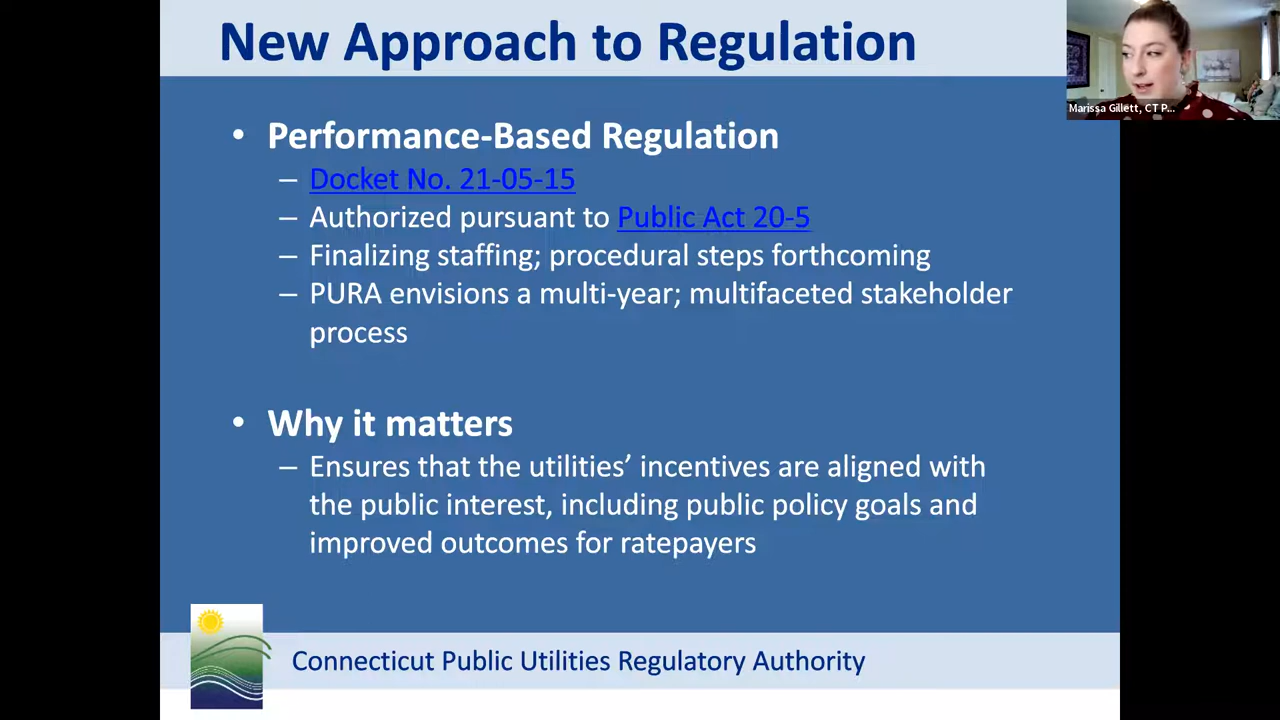 New Approach to Regulation
Marissa Gillett, CT P...
• Performance-Based Regulation
– Docket No. 21-05-15
– Authorized pursuant to Public Act 20-5
– Finalizing staffing; procedural steps forthcoming
– PURA envisions a multi-year; multifaceted stakeholder
process
• Why it matters
– Ensures that the utilities’ incentives are aligned with
the public interest, including public policy goals and
improved outcomes for ratepayers
Connecticut Public Utilities Regulatory Authority